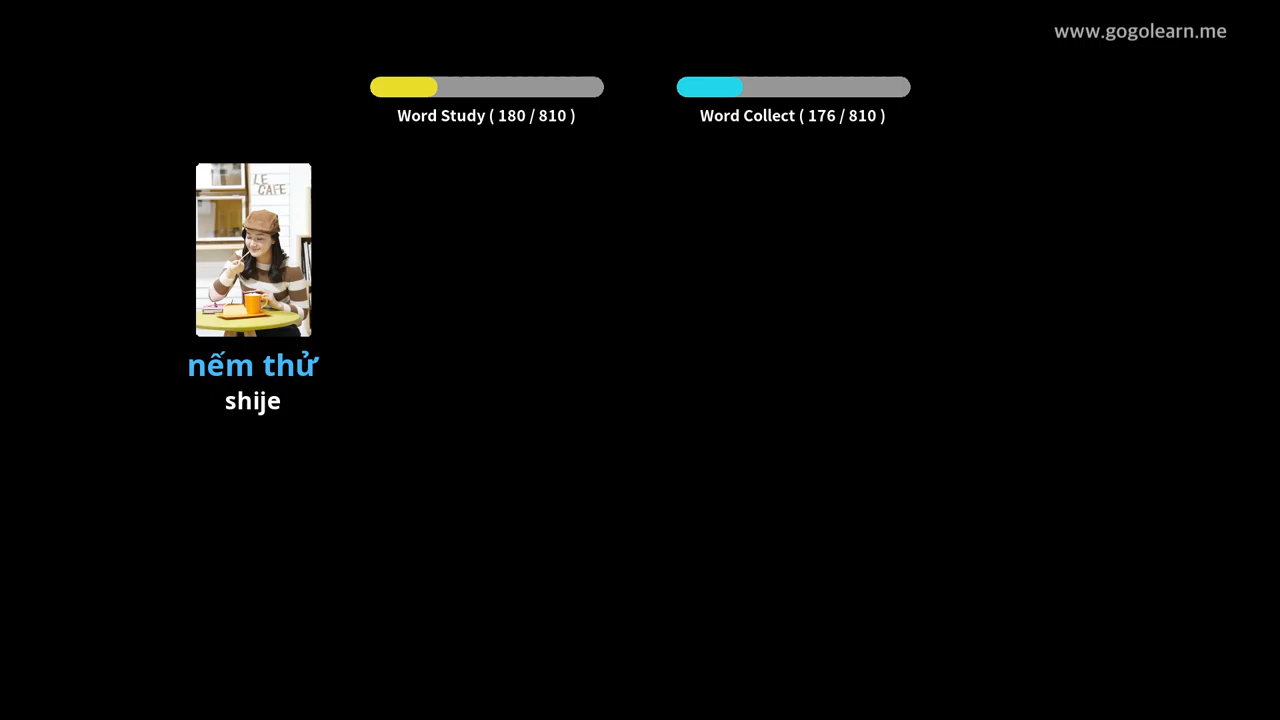 www.gogolearn.me
Word Study ( 180 / 810 )
Word Collect ( 176 / 810 )
LE
CAFE
nếm thử
shije